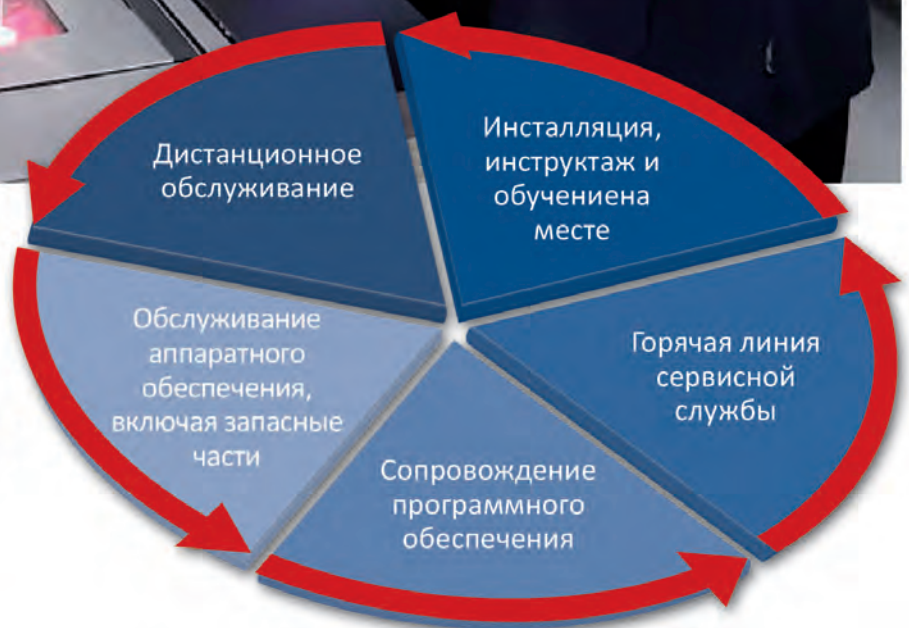 Дистанционное
обслуживание
Инсталляция,
инструктаж и
обучениена
месте
Обслуживание
аппаратного
обеспечения,
включая запасные
части
Горячая линия
сервисной
службы
Сопровождение
программного
обеспечения